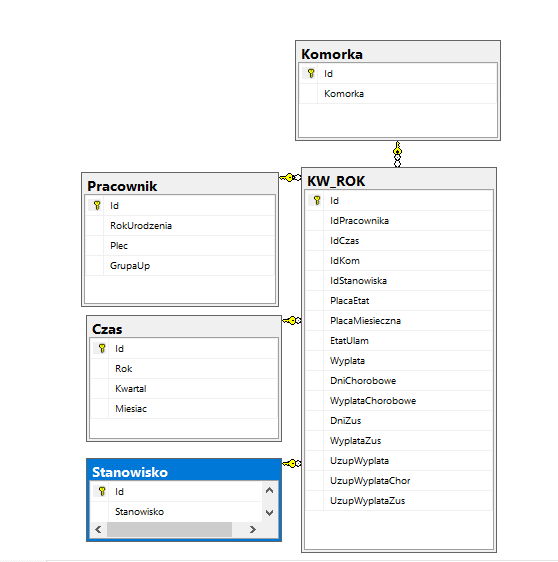 Komorka
Id
Komorka
Pracownik
Id
RokUrodzenia
Plec
GrupaUp
KW_ROK
Id
IdPracownika
IdCzas
IdKom
IdStanowiska
PlacaEtat
PlacaMiesieczna
EtatUlam
Wyplata
DniChorobowe
WyplataChorobowe
DniZus
WyplataZus
UzupWyplata
UzupWyplataChor
UzupWyplataZus
Czas
Id
Rok
Kwartal
Miesiac
Stanowisko
Id
Stanowisko